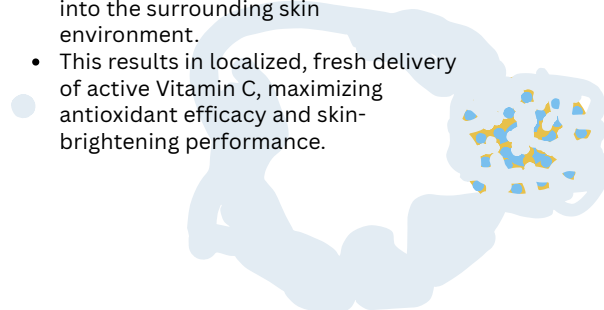 into the surrounding skin
environment.
• This results in localized, fresh delivery
of active Vitamin C, maximizing
antioxidant efficacy and skin-
brightening performance.